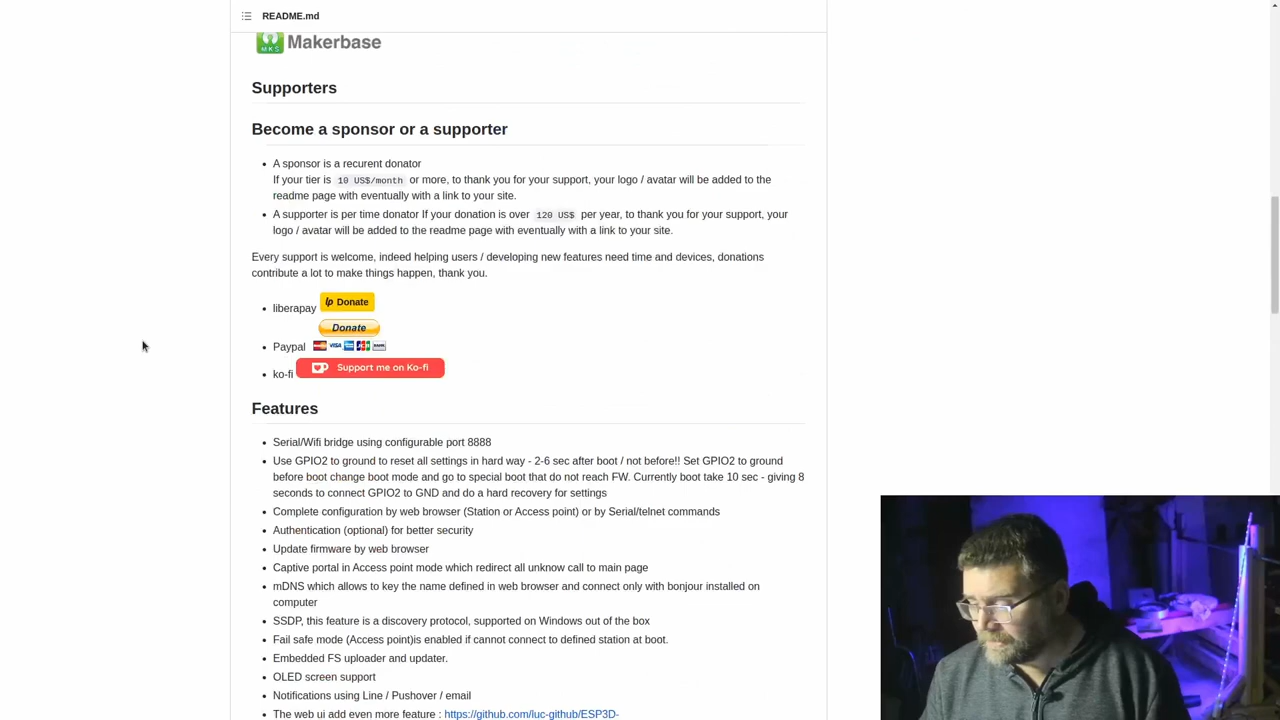 README.md
MKS Makerbase
Supporters
Become a sponsor or a supporter
A sponsor is a recurent donator
If your tier is 10 US$/month or more, to thank you for your support, your logo / avatar will be added to the
readme page with eventually with a link to your site.
A supporter is per time donator If your donation is over 120 US$ per year, to thank you for your support, your
logo / avatar will be added to the readme page with eventually with a link to your site.
Every support is welcome, indeed helping users / developing new features need time and devices, donations
contribute a lot to make things happen, thank you.
liberapay lp Donate
Donate
Paypal VISA
ko-fi Support me on Ko-fi
Features
Serial/Wifi bridge using configurable port 8888
Use GPIO2 to ground to reset all settings in hard way - 2-6 sec after boot / not before!! Set GPIO2 to ground
before boot change boot mode and go to special boot that do not reach FW. Currently boot take 10 sec - giving 8
seconds to connect GPIO2 to GND and do a hard recovery for settings
Complete configuration by web browser (Station or Access point) or by Serial/telnet commands
Authentication (optional) for better security
Update firmware by web browser
Captive portal in Access point mode which redirect all unknow call to main page
mDNS which allows to key the name defined in web browser and connect only with bonjour installed on
computer
SSDP, this feature is a discovery protocol, supported on Windows out of the box
Fail safe mode (Access point)is enabled if cannot connect to defined station at boot.
Embedded FS uploader and updater.
OLED screen support
Notifications using Line / Pushover / email
The web ui add even more feature : https://github.com/luc-github/ESP3D-